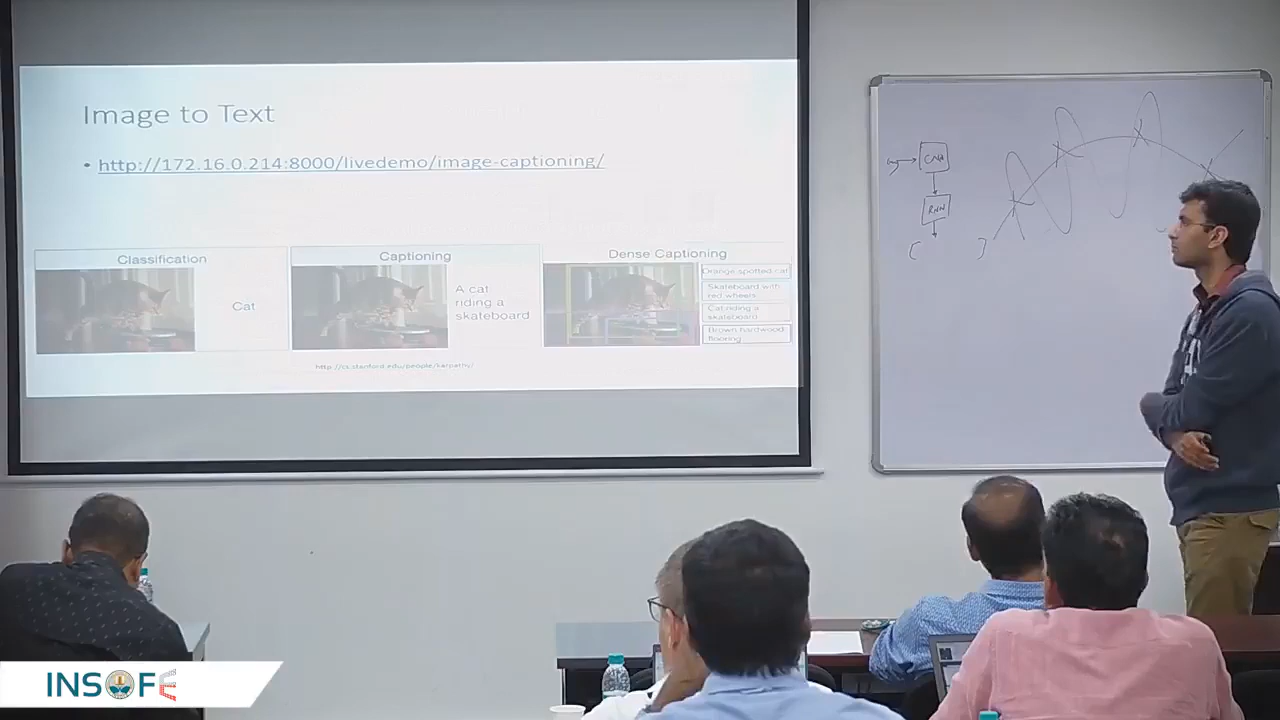 Image to Text
• http://172.16.0.214:8000/livedemo/image-captioning/
Classification
Cat
Captioning
A cat
riding a
skateboard
Dense Captioning
Orange spotted cat
Skateboard with
red wheels
Cat riding a
skateboard
Brown hardwood
flooring
http://cs.stanford.edu/people/karpathy/
CNN
RNN
INSOFE